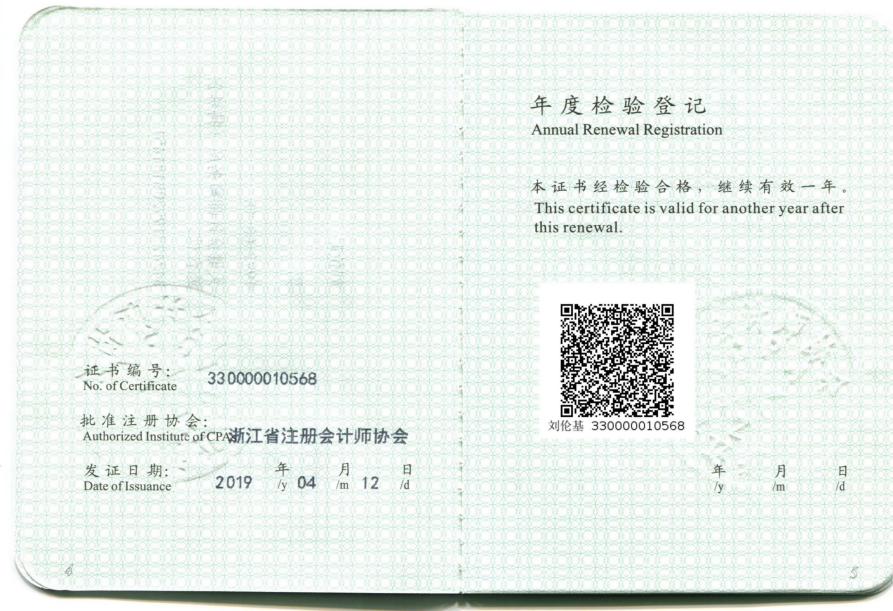 证书编号:
No. of Certificate
330000010568
批准注册协会:
Authorized Institute of CPAs
浙江省注册会计师协会
发证日期:
Date of Issuance
2019 年/y 04 月/m 12 日/d
4
年度检验登记
Annual Renewal Registration
本证书经检验合格，继续有效一年。
This certificate is valid for another year after
this renewal.
刘伦基 330000010568
年 月 日
/y /m /d
5